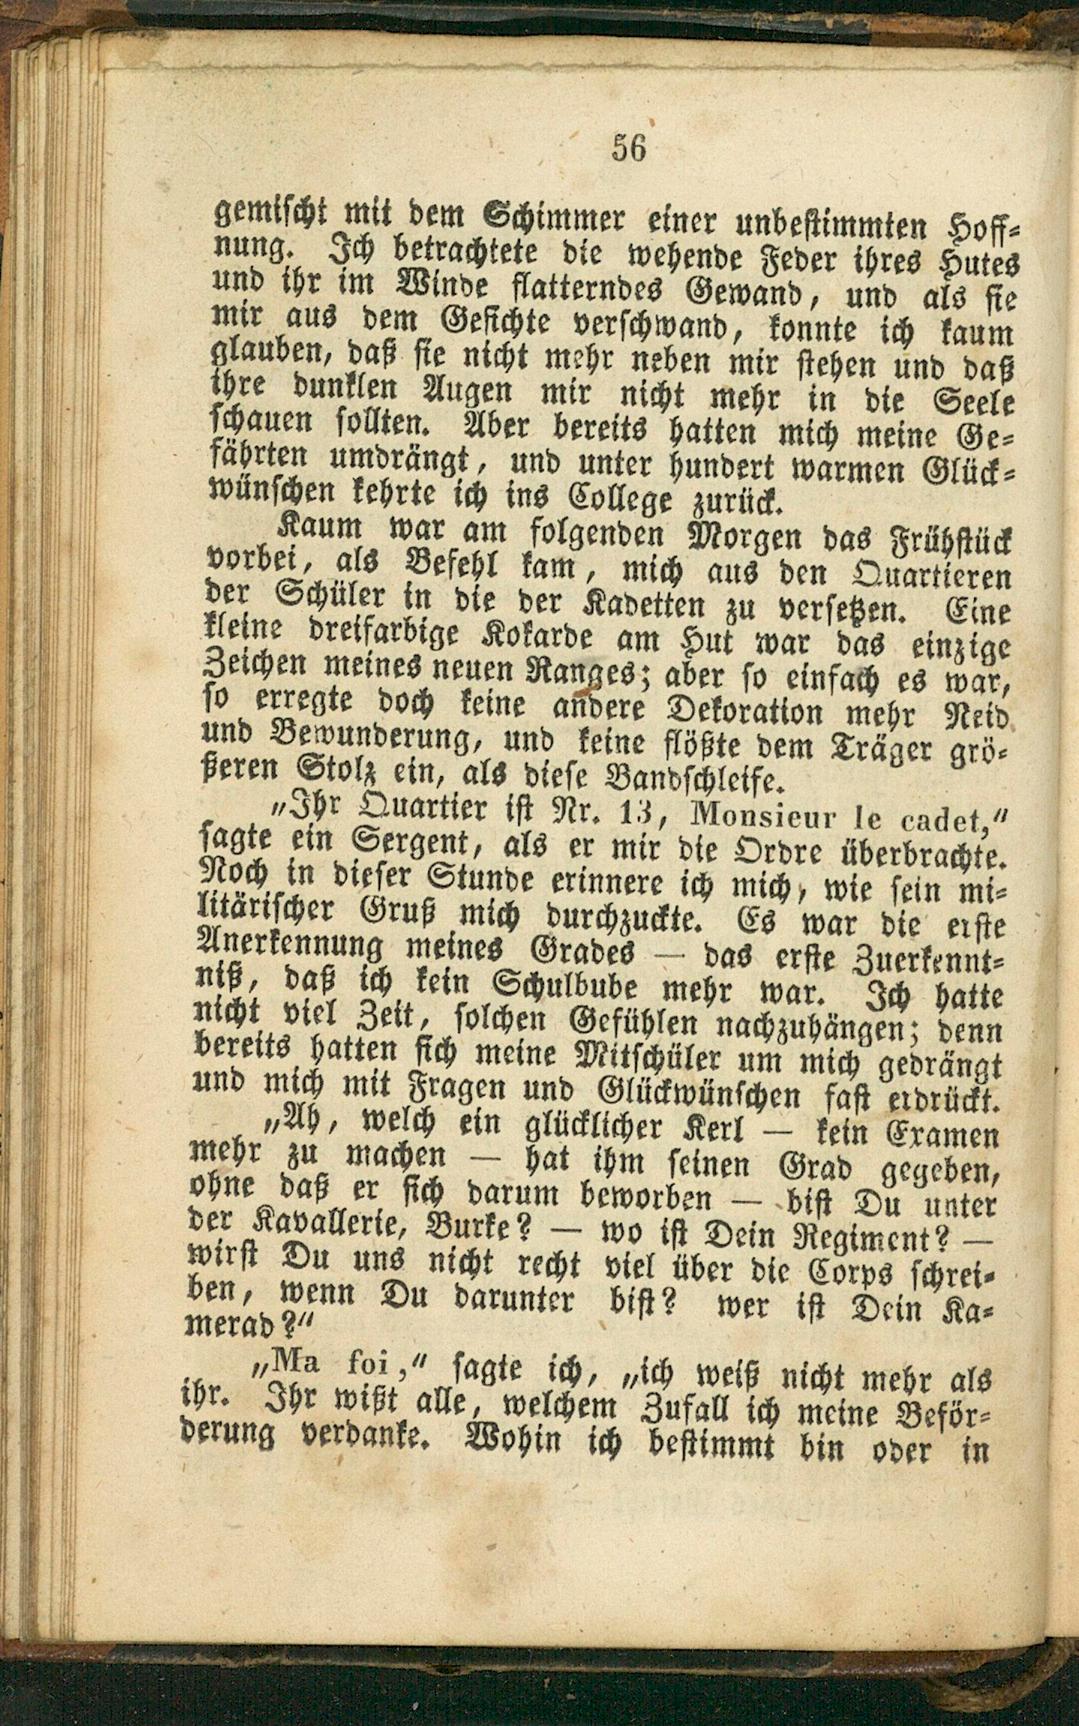 56
gemischt mit dem Schimmer einer unbestimmten Hoff-
nung. Ich betrachtete die wehende Feder ihres Hutes
und ihr im Winde flatterndes Gewand, und als sie
mir aus dem Gesichte verschwand, konnte ich kaum
glauben, daß sie nicht mehr neben mir stehen und daß
ihre dunklen Augen mir nicht mehr in die Seele
schauen sollten. Aber bereits hatten mich meine Ge-
fährten umdrängt, und unter hundert warmen Glück-
wünschen kehrte ich ins College zurück.
Kaum war am folgenden Morgen das Frühstück
vorbei, als Befehl kam, mich aus den Quartieren
der Schüler in die der Kadetten zu versetzen. Eine
kleine dreifarbige Kokarde am Hut war das einzige
Zeichen meines neuen Ranges; aber so einfach es war,
so erregte doch keine andere Dekoration mehr Neid
und Bewunderung, und keine flößte dem Träger grö-
ßeren Stolz ein, als diese Bandschleife.
„Ihr Quartier ist Nr. 13, Monsieur le cadet,“
sagte ein Sergent, als er mir die Ordre überbrachte.
Noch in dieser Stunde erinnere ich mich, wie sein mi-
litärischer Gruß mich durchzuckte. Es war die erste
Anerkennung meines Grades — das erste Zuerkennt-
niß, daß ich kein Schulbube mehr war. Ich hatte
nicht viel Zeit, solchen Gefühlen nachzuhängen; denn
bereits hatten sich meine Mitschüler um mich gedrängt
und mich mit Fragen und Glückwünschen fast erdrückt.
„Ah, welch ein glücklicher Kerl — kein Examen
mehr zu machen — hat ihm seinen Grad gegeben,
ohne daß er sich darum beworben — bist Du unter
der Kavallerie, Burke? — wo ist Dein Regiment? —
wirst Du uns nicht recht viel über die Corps schrei-
ben, wenn Du darunter bist? wer ist Dein Ka-
merad?“
„Ma foi,“ sagte ich, „ich weiß nicht mehr als
ihr. Ihr wißt alle, welchem Zufall ich meine Beför-
derung verdanke. Wohin ich bestimmt bin oder in